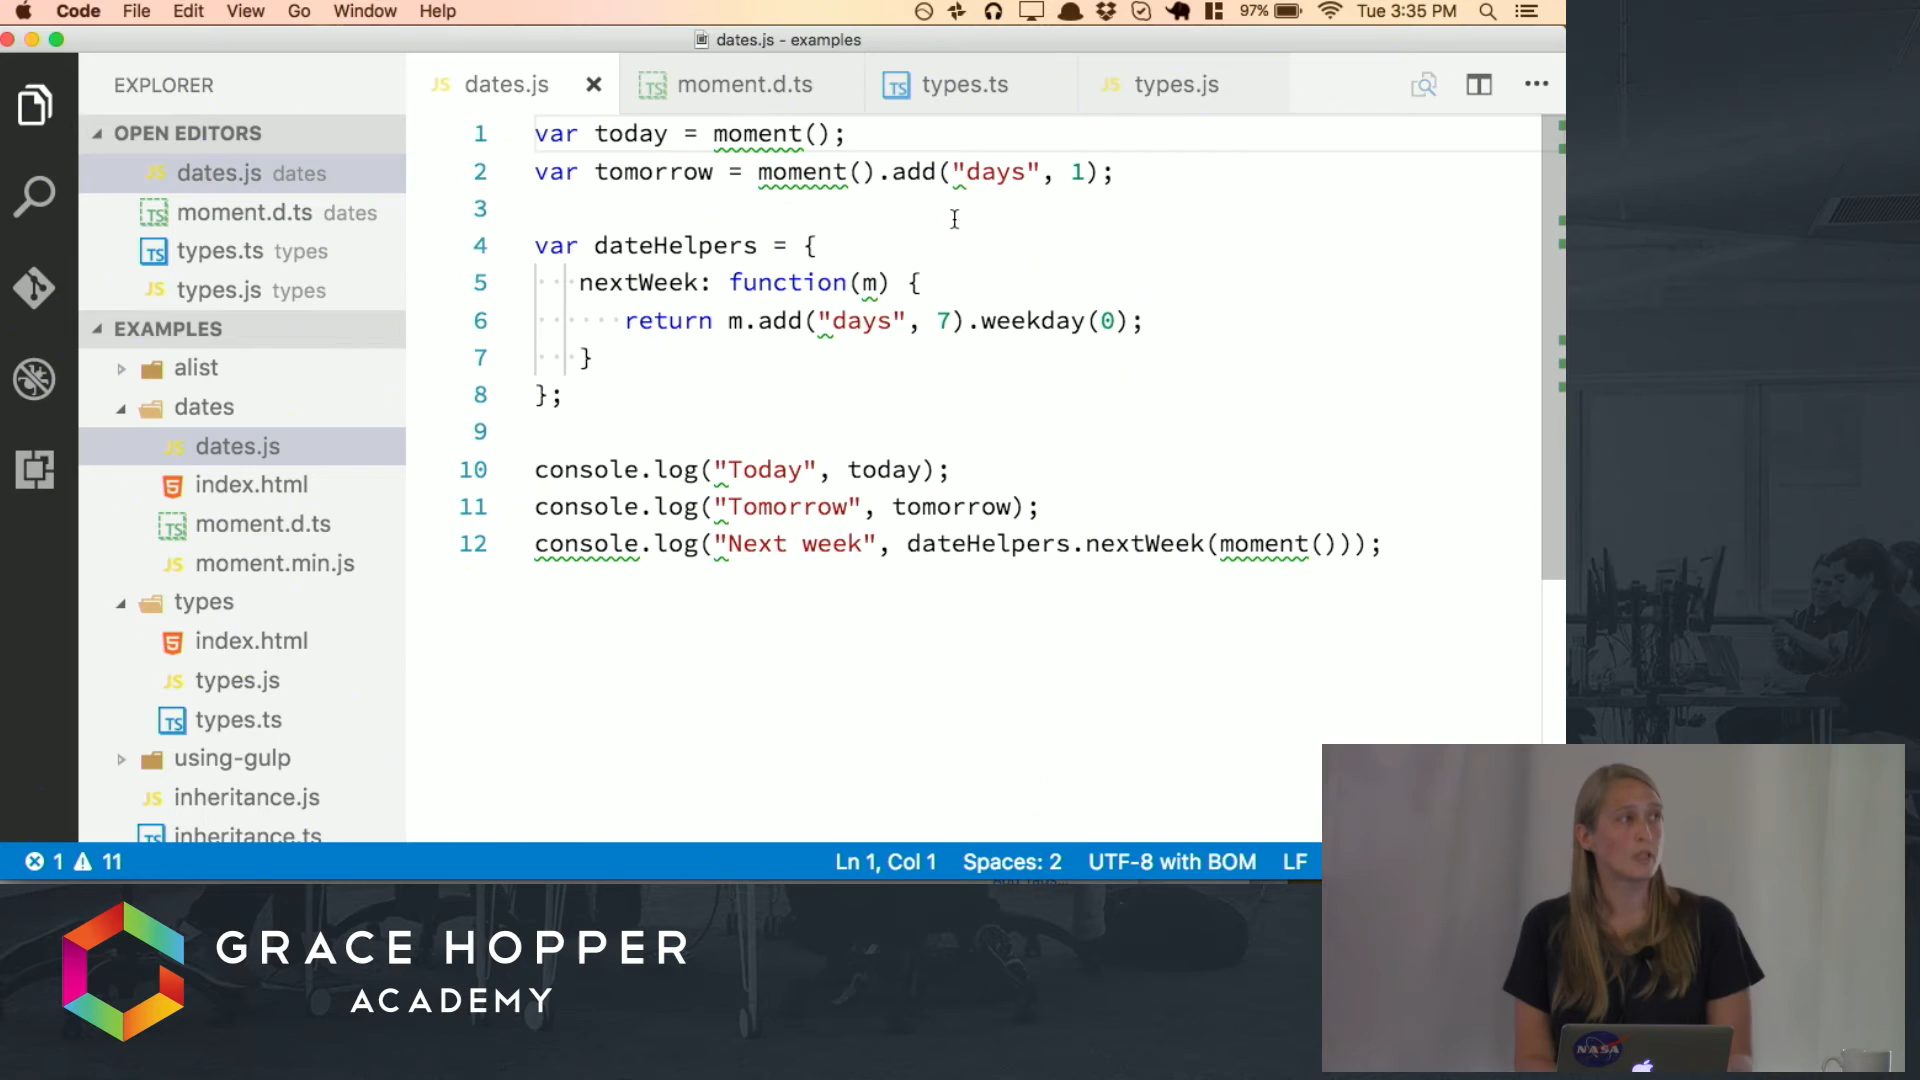 Code File Edit View Go Window Help 97% Tue 3:35 PM
dates.js - examples
EXPLORER
dates.js
moment.d.ts
types.ts
types.js
OPEN EDITORS
dates.js dates
moment.d.ts dates
types.ts types
types.js types
EXAMPLES
alist
dates
dates.js
index.html
moment.d.ts
moment.min.js
types
index.html
types.js
types.ts
using-gulp
inheritance.js
inheritance.ts
1 var today = moment();
2 var tomorrow = moment().add("days", 1);
3
4 var dateHelpers = {
5 nextWeek: function(m) {
6 return m.add("days", 7).weekday(0);
7 }
8 };
9
10 console.log("Today", today);
11 console.log("Tomorrow", tomorrow);
12 console.log("Next week", dateHelpers.nextWeek(moment()));
1 11 Ln 1, Col 1 Spaces: 2 UTF-8 with BOM LF
GRACE HOPPER
ACADEMY
NASA